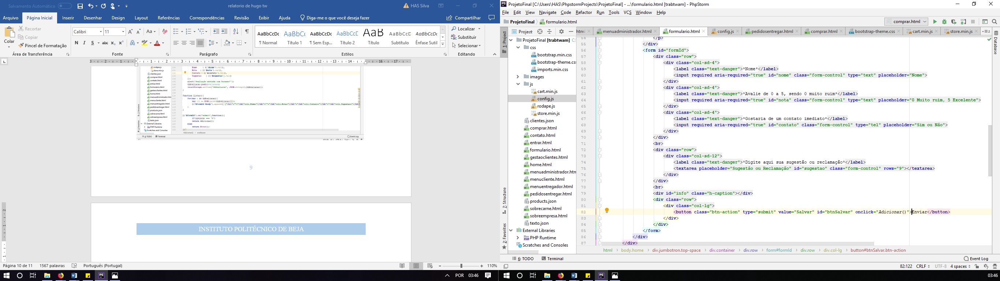 Salvamento Automático
relatorio de hugo tw
HAS Silva
Arquivo Página Inicial Inserir Desenhar Design Layout Referências Correspondências Revisão Exibir Ajuda Diga-me o que você deseja fazer Compartilhar
Colar
Recortar
Copiar
Pincel de Formatação
Área de Transferência
Calibri 11
N I S abc x₂ x²
Fonte
Parágrafo
AaBbCcDc AaBbCc AaBbCcDc AaBbCcD AaB AaBbCcD AaBbCcDc
¶ Normal Título 1 ¶ Sem Esp... Título 2 Título Subtítulo Ênfase Sutil
Estilos
Localizar
Substituir
Selecionar
Editando
alert('Avaliação enviada com Sucesso!');
function Listar(){
return Adicionar();
else
return Error();
9
INSTITUTO POLITÉCNICO DE BEJA
Página 10 de 11 1567 palavras Português (Portugal) 110%
POR 03:46
ProjetoFinal [C:\Users\HAS\PhpstormProjects\ProjetoFinal] - ...\formulario.html [trabtwam] - PhpStorm
File Edit View Navigate Code Refactor Run Tools VCS Window Help
ProjetoFinal formulario.html comprar.html
Project html menuadministrador.html formulario.html config.js pedidosentregar.html comprar.html bootstrap-theme.css cart.min.js store.min.js
1: Project
7: Structure
2: Favorites
Database
ProjetoFinal [trabtwam]
css
bootstrap.min.css
bootstrap-theme.css
imports.min.css
images
js
cart.min.js
config.js
rodape.js
store.min.js
clientes.json
comprar.html
contato.html
entrar.html
formulario.html
gestaoclientes.html
home.html
menuadministrador.htm
menucliente.html
menuentregador.html
pedidosentregar.html
products.json
sobrecarne.html
sobreempresa.html
texto.json
External Libraries
PHP Runtime
Scratches and Consoles
54 </p>
55 </div>
56 <form id="formId">
57 <div class="row">
58 <div class="col-sd-4">
59 <label class="text-danger">*Nome*</label>
60 <input required aria-required="true" id="nome" class="form-control" type="text" placeholder="Nome">
61 </div>
62 <div class="col-sd-4">
63 <label class="text-danger">*Avalie de 0 a 5, sendo 0 muito ruim*</label>
64 <input required aria-required="true" id="nota" class="form-control" type="text" placeholder="0 Muito ruim, 5 Excelente">
65 </div>
66 <div class="col-sd-4">
67 <label class="text-danger">*Gostaria de um contato imediato*</label>
68 <input required aria-required="true" id="contato" class="form-control" type="tel" placeholder="Sim ou Não">
69 </div>
70 </div>
71 <br>
72 <div class="row">
73 <div class="col-sd-12">
74 <label class="text-danger">*Digite aqui sua sugestão ou reclamação*</label>
75 <textarea placeholder="Sugestão ou Reclamação" id="sugestao" class="form-control" rows="9"></textarea>
76 </div>
77 </div>
78 <br>
79 <div id="info" class="h-caption"></div>
80 <div class="row">
81 <div class="col-lg">
82 <button class="btn-action" type="submit" value="Salvar" id="btnSalvar" onclick="Adicionar()">Enviar</button>
83 </div>
84 </div>
85 </form>
86 </div>
87 </div>
html body.home div.jumbotron.top-space div.container div.row form#formId div.row div.col-lg button#btnSalvar.btn-action
6: TODO Terminal Event Log
82:122 CRLF UTF-8 4 spaces
03:46